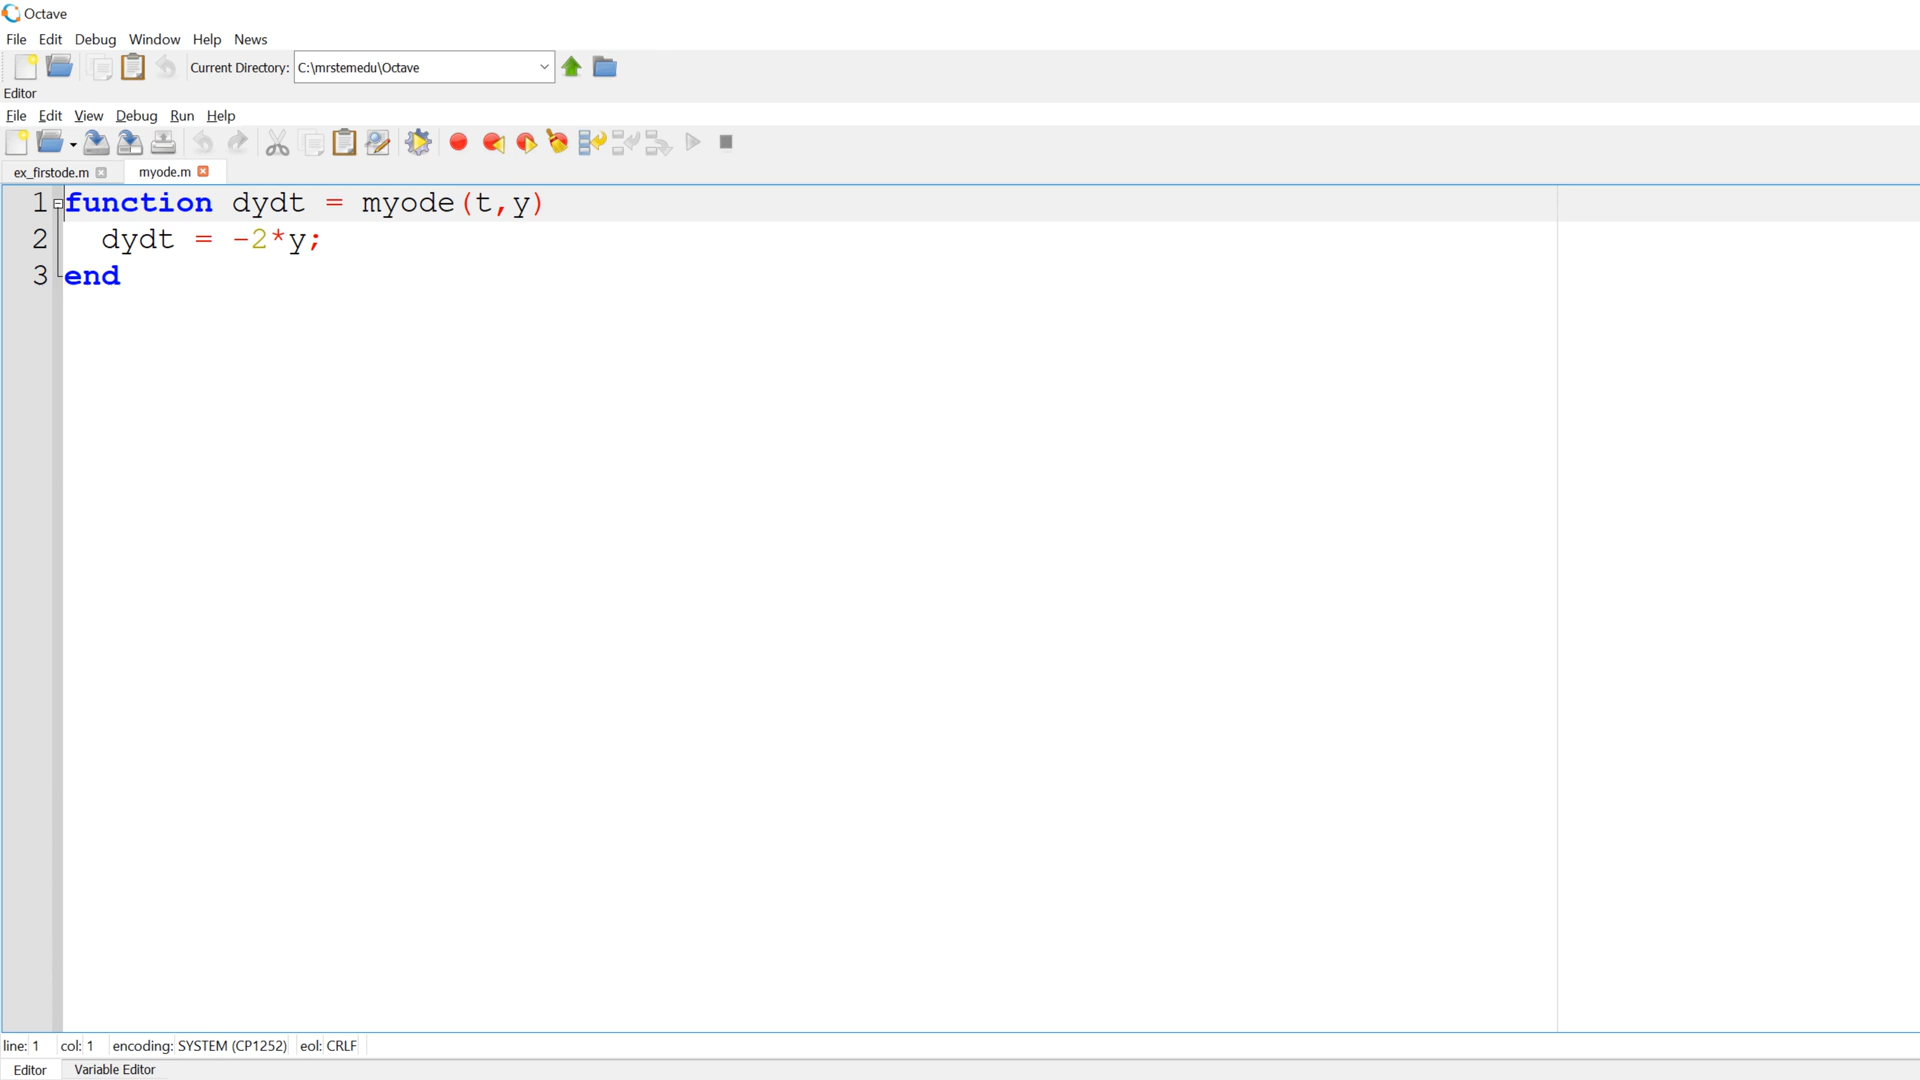 Octave
File Edit Debug Window Help News
Current Directory: C:\mrstemedu\Octave
Editor
File Edit View Debug Run Help
ex_firstode.m myode.m
1 function dydt = myode(t,y)
2 dydt = -2*y;
3 end
line: 1 col: 1 encoding: SYSTEM (CP1252) eol: CRLF
Editor Variable Editor